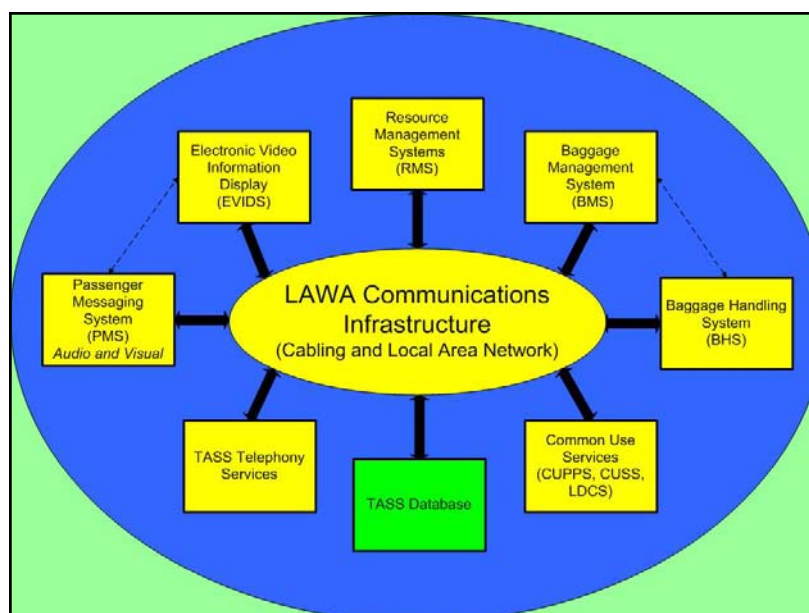 Resource
Management
Systems
(RMS)
Electronic Video
Information
Display
(EVIDS)
Baggage
Management
System
(BMS)
Passenger
Messaging
System
(PMS)
Audio and Visual
LAWA Communications
Infrastructure
(Cabling and Local Area Network)
Baggage Handling
System
(BHS)
TASS Telephony
Services
TASS Database
Common Use
Services
(CUPPS, CUSS,
LDCS)